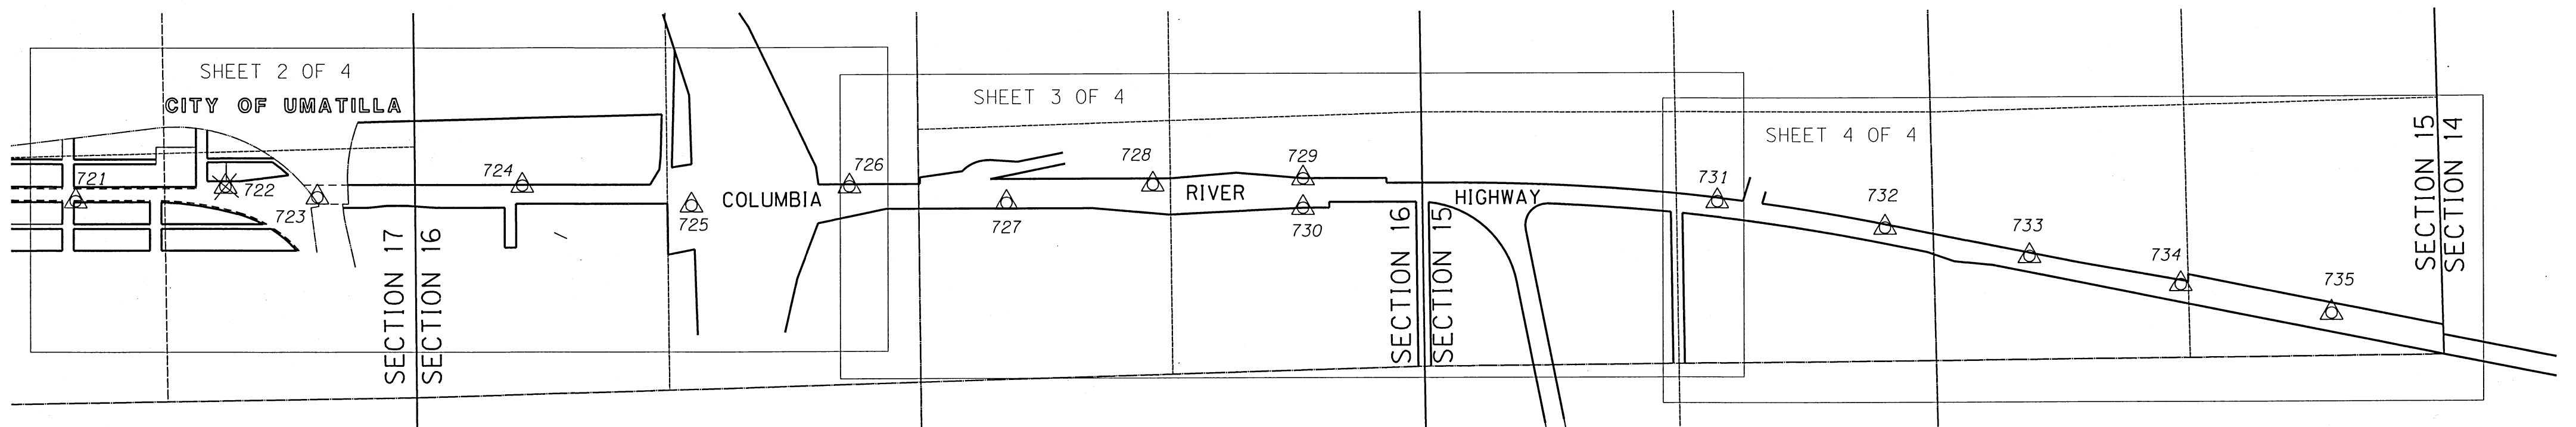 SHEET 2 OF 4
CITY OF UMATILLA
721
722
723
724
725
726
SECTION 17
SECTION 16
COLUMBIA RIVER HIGHWAY
SHEET 3 OF 4
727
728
729
730
SECTION 16
SECTION 15
731
SHEET 4 OF 4
732
733
734
735
SECTION 15
SECTION 14